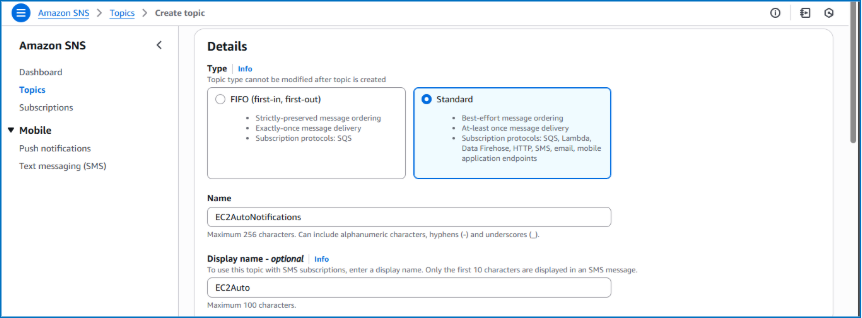 Amazon SNS > Topics > Create topic
Amazon SNS
Dashboard
Topics
Subscriptions
Mobile
Push notifications
Text messaging (SMS)
Details
Type | Info
Topic type cannot be modified after topic is created
FIFO (first-in, first-out)
• Strictly-preserved message ordering
• Exactly-once message delivery
• Subscription protocols: SQS
Standard
• Best-effort message ordering
• At-least once message delivery
• Subscription protocols: SQS, Lambda,
Data Firehose, HTTP, SMS, email, mobile
application endpoints
Name
EC2AutoNotifications
Maximum 256 characters. Can include alphanumeric characters, hyphens (-) and underscores (_).
Display name - optional | Info
To use this topic with SMS subscriptions, enter a display name. Only the first 10 characters are displayed in an SMS message.
EC2Auto
Maximum 100 characters.